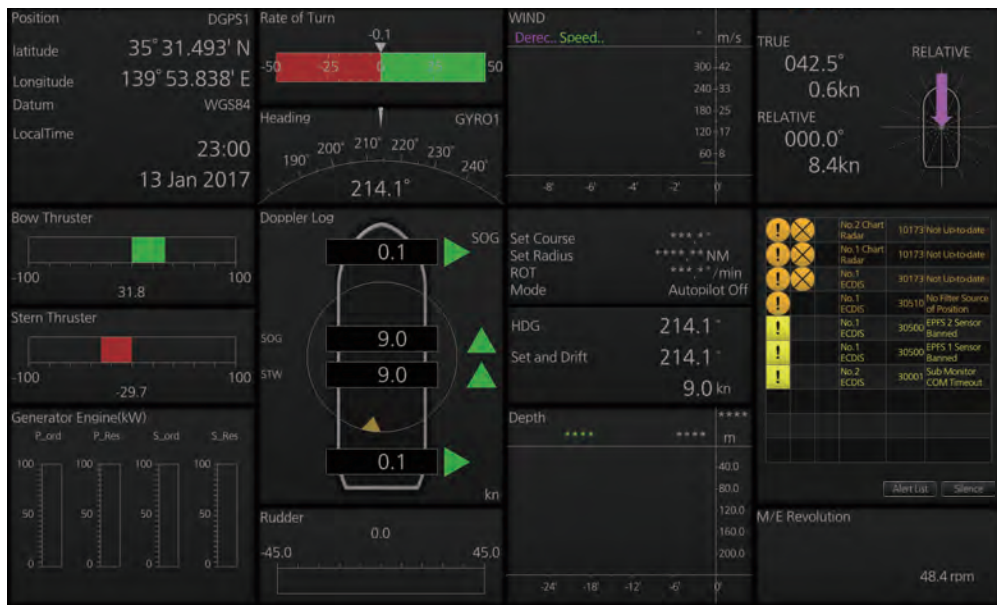 Position DGPS1
latitude 35° 31.493' N
Longitude 139° 53.838' E
Datum WGS84
LocalTime
23:00
13 Jan 2017
Rate of Turn
-0.1
-50 -25 0 50
Heading GYRO1
190° 200° 210° 220° 230° 240°
214.1°
WIND
Derec.. Speed.. ° m/s
300 42
240 33
180 25
120 17
60 8
-8' -6' -4' -2' 0'
TRUE
042.5°
0.6kn
RELATIVE
000.0°
8.4kn
RELATIVE
Bow Thruster
-100 100
31.8
Stern Thruster
-100 100
-29.7
Generator Engine(kW)
P_ord P_Res S_ord S_Res
100 100 100 100
50 50 50 50
0 0 0 0
Doppler Log
0.1 SOG
SOG 9.0
STW 9.0
0.1
kn
Rudder
0.0
-45.0 45.0
Set Course ***.*°
Set Radius ****.** NM
ROT ***.*°/min
Mode Autopilot Off
HDG 214.1°
Set and Drift 214.1°
9.0 kn
Depth ****
**** **** m
40.0
80.0
120.0
160.0
200.0
-24' -18' -12' -6' 0'
No.2 Chart Radar 10173 Not Up-to-date
No.1 Chart Radar 10173 Not Up-to-date
No.1 ECDIS 30173 Not Up-to-date
No.1 ECDIS 30510 No Filter Source of Position
No.1 ECDIS 30500 EPFS 2 Sensor Banned
No.1 ECDIS 30500 EPFS 1 Sensor Banned
No.2 ECDIS 30001 Sub Monitor COM Timeout
Alert List Silence
M/E Revolution
48.4 rpm